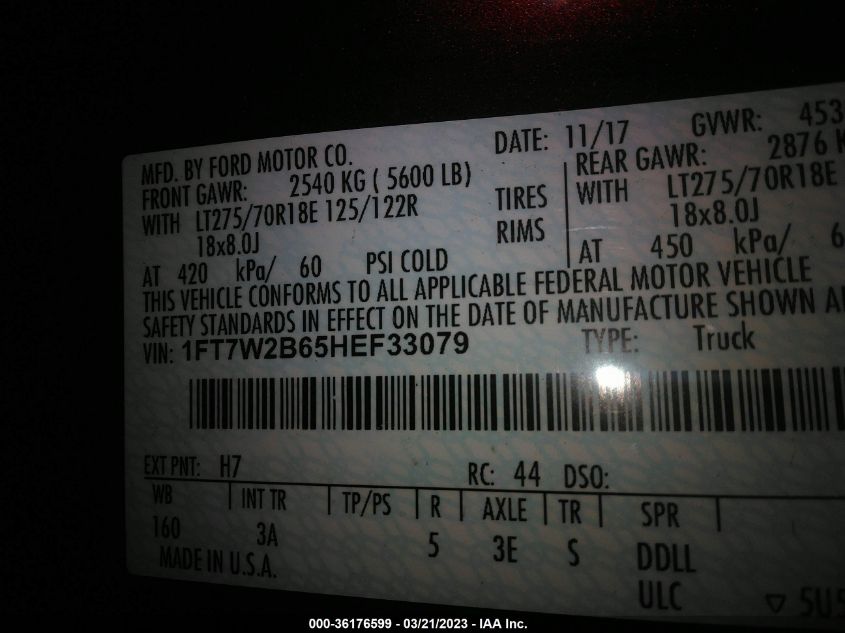 MFD. BY FORD MOTOR CO. DATE: 11/17 GVWR: 453
FRONT GAWR: 2540 KG ( 5600 LB) REAR GAWR: 2876 K
WITH LT275/70R18E 125/122R TIRES WITH LT275/70R18E
18x8.0J RIMS 18x8.0J
AT 420 kPa/ 60 PSI COLD AT 450 kPa/ 6
THIS VEHICLE CONFORMS TO ALL APPLICABLE FEDERAL MOTOR VEHICLE
SAFETY STANDARDS IN EFFECT ON THE DATE OF MANUFACTURE SHOWN A
VIN: 1FT7W2B65HEF33079 TYPE: Truck
EXT PNT: H7 RC: 44 DSO:
WB INT TR TP/PS R AXLE TR SPR
160 3A 5 3E S DDLL
MADE IN U.S.A. ULC 5U5
000-36176599 - 03/21/2023 - IAA Inc.